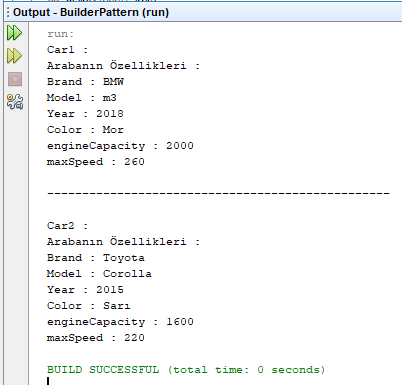 Output - BuilderPattern (run)
run:
Car1 :
Arabanın Özellikleri :
Brand : BMW
Model : m3
Year : 2018
Color : Mor
engineCapacity : 2000
maxSpeed : 260
--------------------------------------------------
Car2 :
Arabanın Özellikleri :
Brand : Toyota
Model : Corolla
Year : 2015
Color : Sarı
engineCapacity : 1600
maxSpeed : 220
BUILD SUCCESSFUL (total time: 0 seconds)